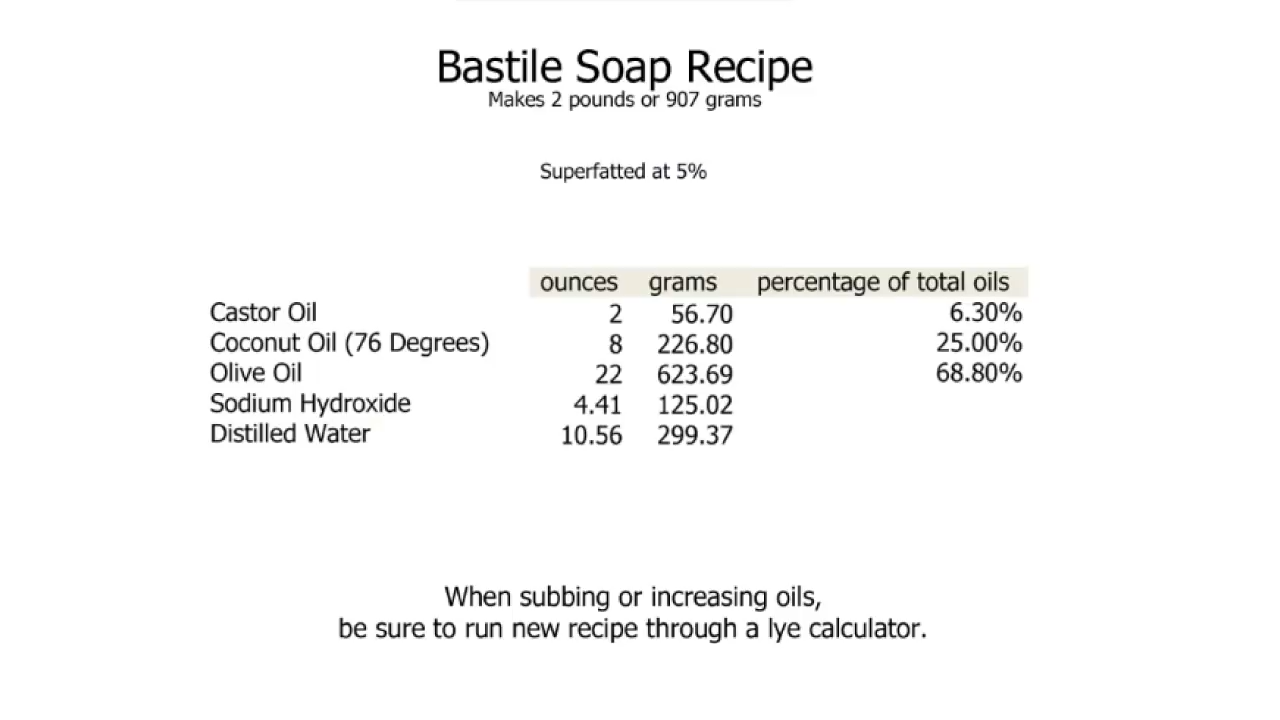 Bastile Soap Recipe
Makes 2 pounds or 907 grams
Superfatted at 5%
ounces grams percentage of total oils
Castor Oil 2 56.70 6.30%
Coconut Oil (76 Degrees) 8 226.80 25.00%
Olive Oil 22 623.69 68.80%
Sodium Hydroxide 4.41 125.02
Distilled Water 10.56 299.37
When subbing or increasing oils,
be sure to run new recipe through a lye calculator.